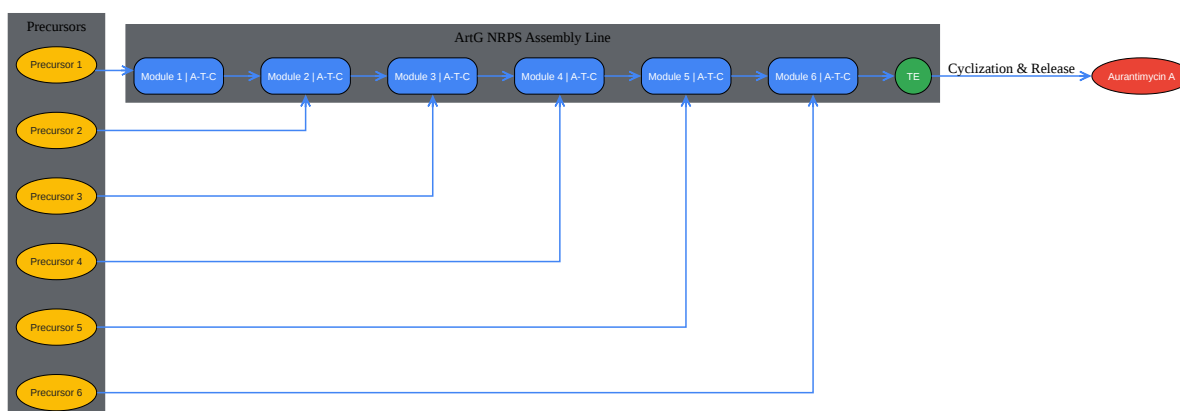 Precursors
Precursor 1
Precursor 2
Precursor 3
Precursor 4
Precursor 5
Precursor 6
ArtG NRPS Assembly Line
Module 1 | A-T-C
Module 2 | A-T-C
Module 3 | A-T-C
Module 4 | A-T-C
Module 5 | A-T-C
Module 6 | A-T-C
TE
Cyclization & Release
Aurantimycin A